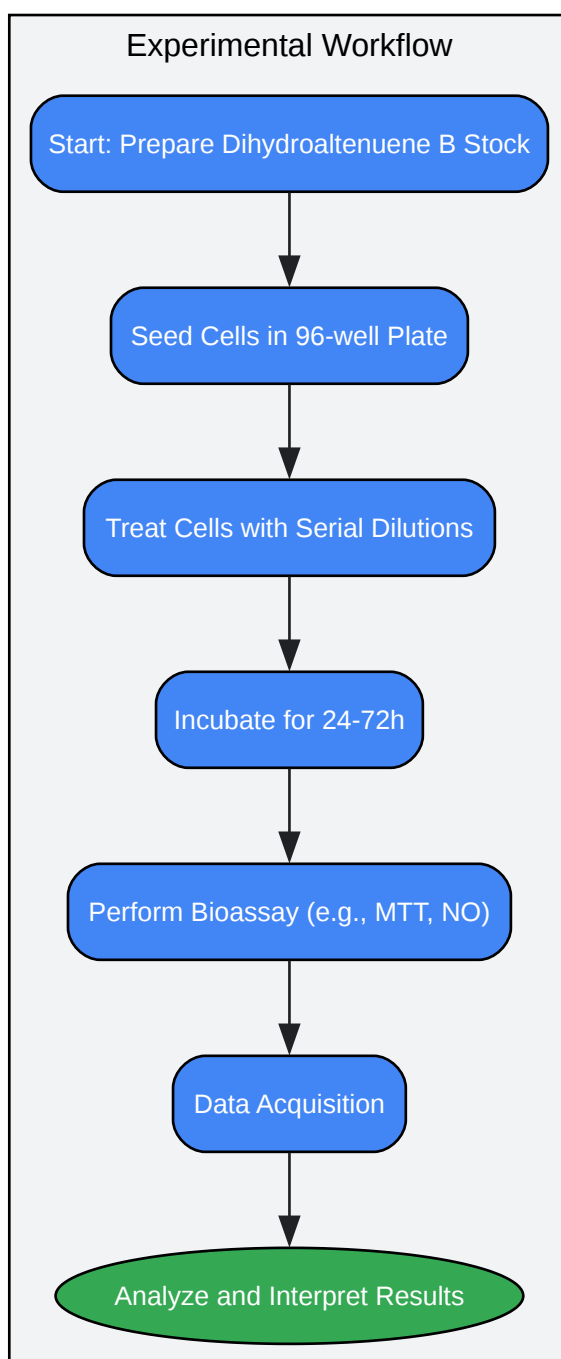 Experimental Workflow
Start: Prepare Dihydroaltenuene B Stock
Seed Cells in 96-well Plate
Treat Cells with Serial Dilutions
Incubate for 24-72h
Perform Bioassay (e.g., MTT, NO)
Data Acquisition
Analyze and Interpret Results